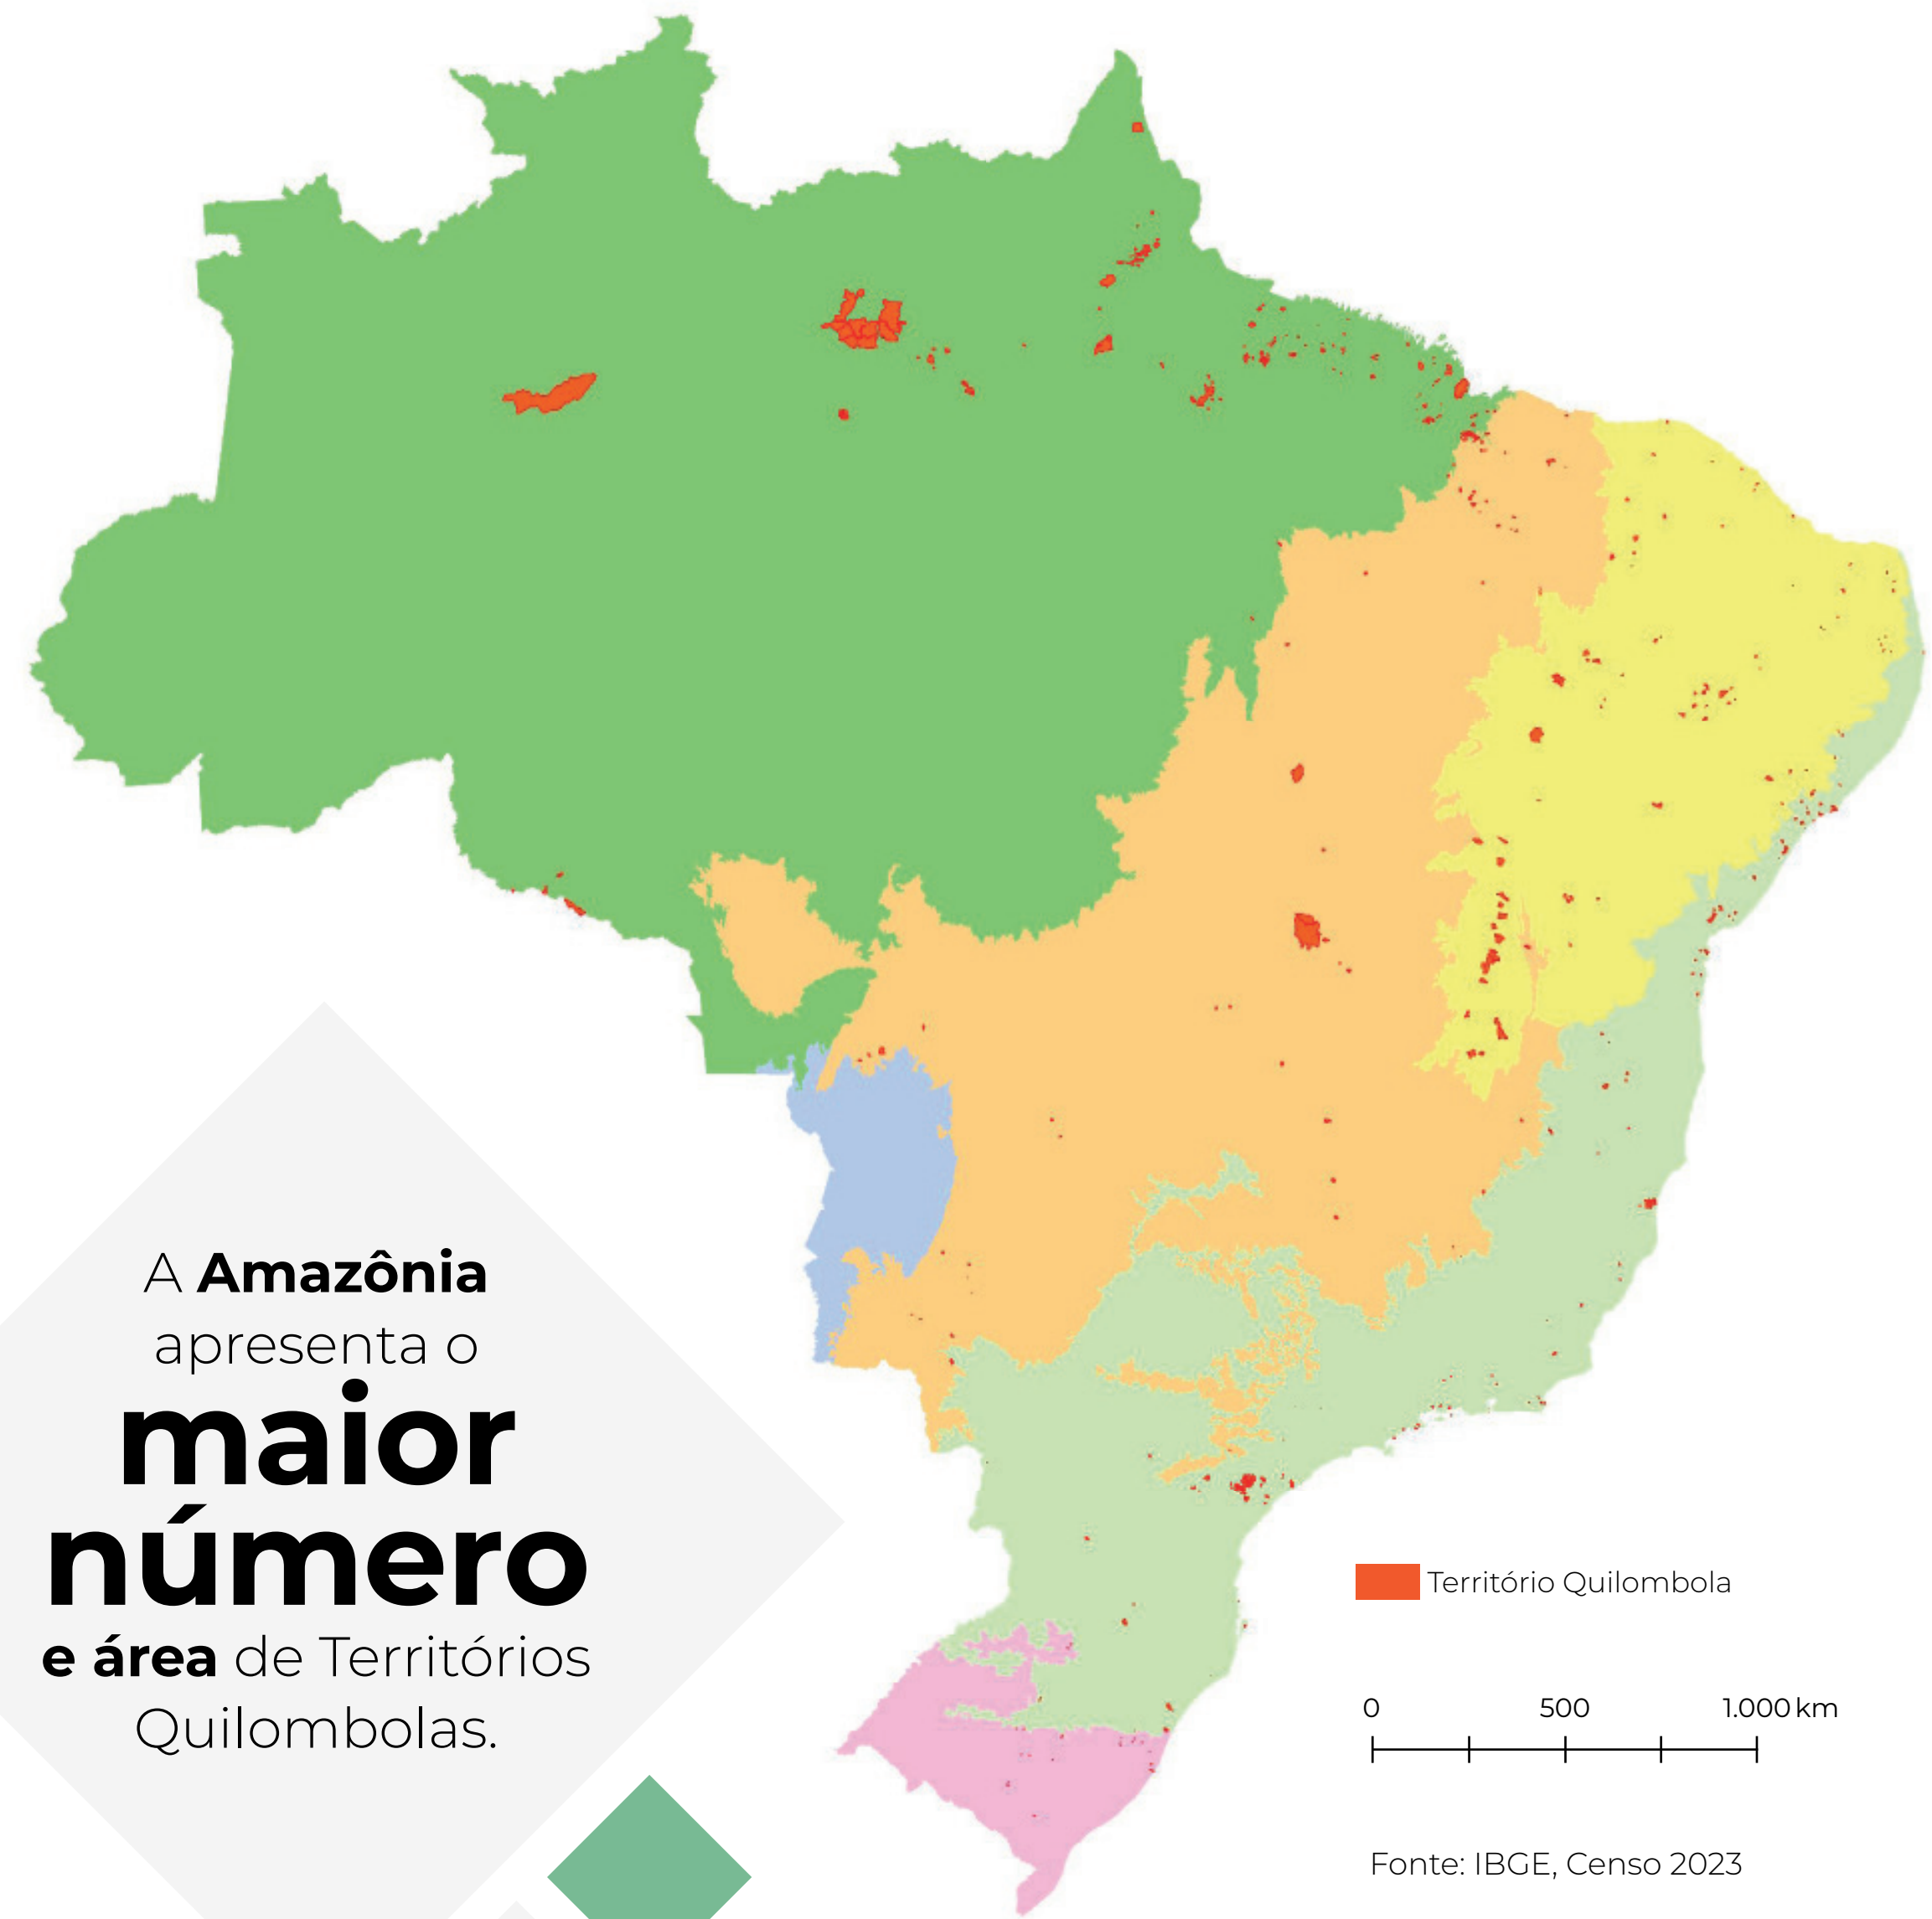 A Amazônia
apresenta o
maior
número
e área de Territórios
Quilombolas.
Território Quilombola
0 500 1.000 km
Fonte: IBGE, Censo 2023